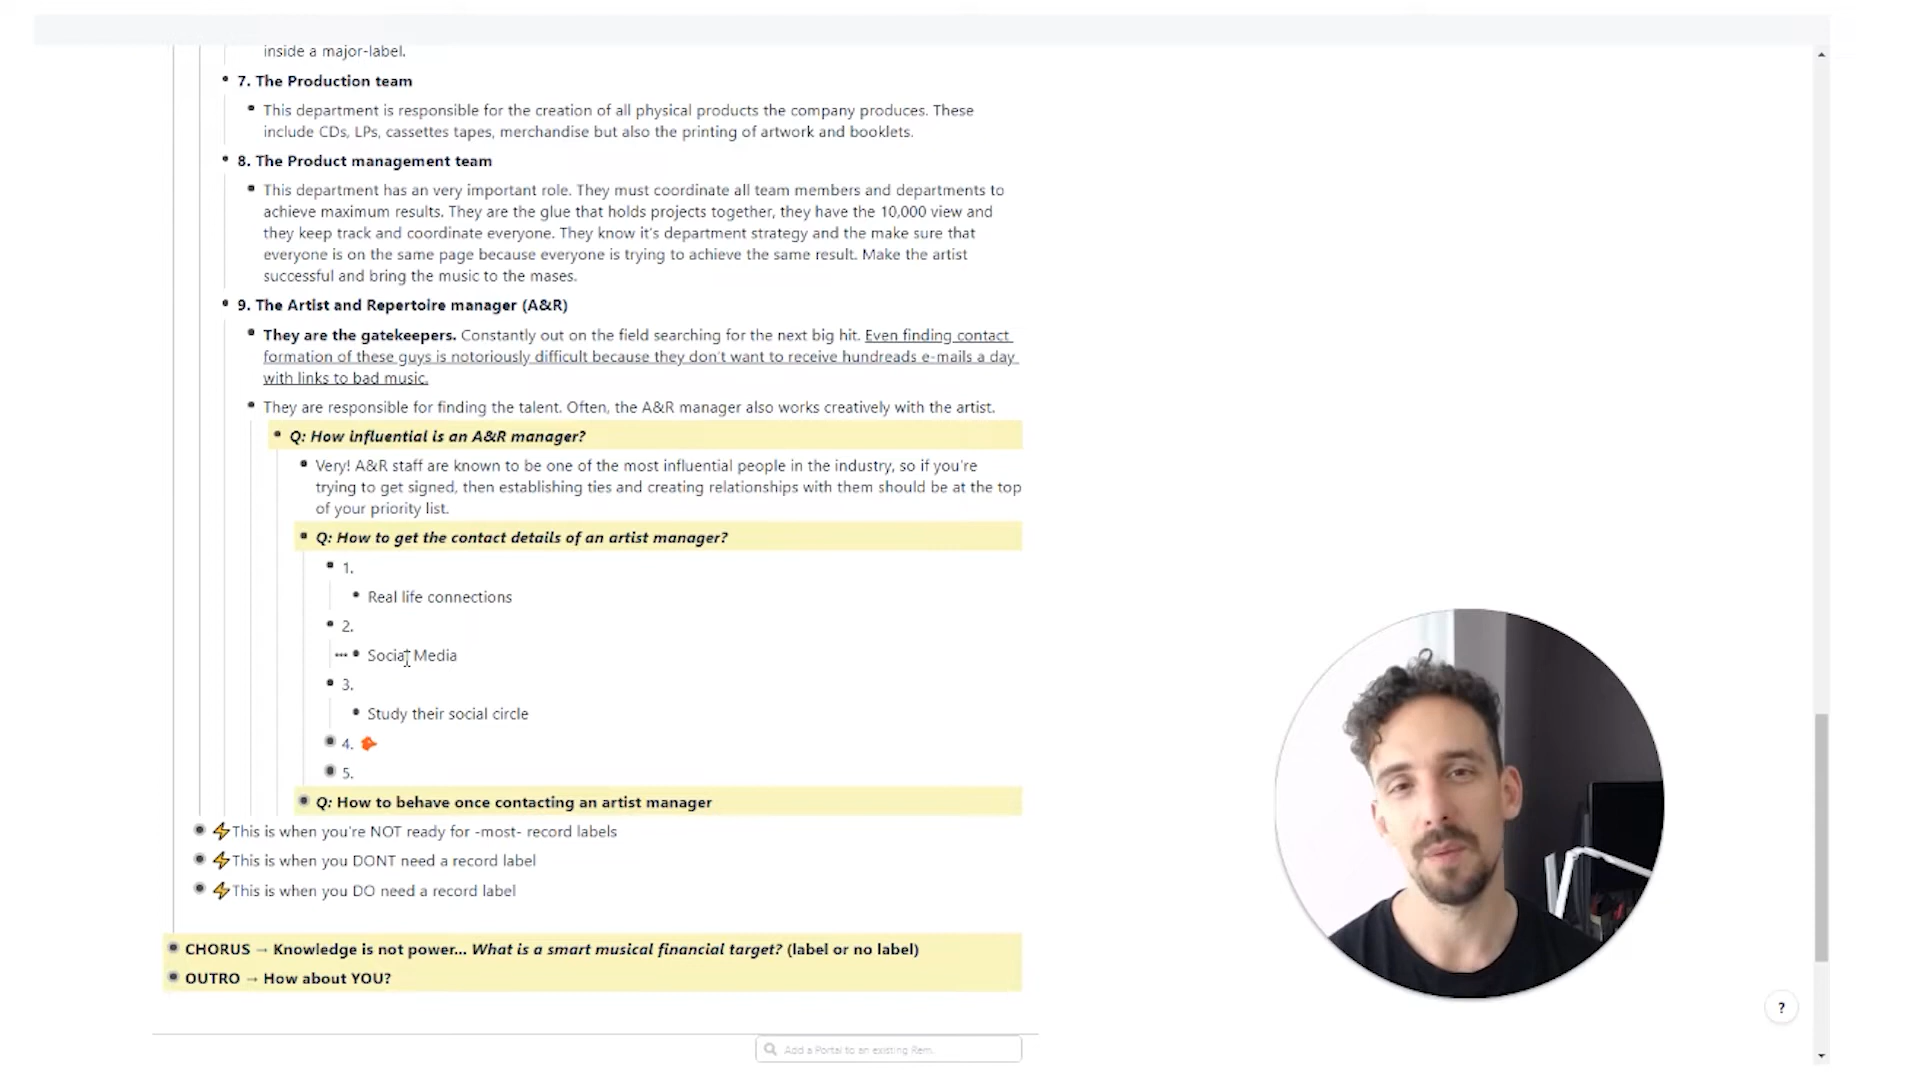 inside a major-label.
7. The Production team
This department is responsible for the creation of all physical products the company produces. These
include CDs, LPs, cassettes tapes, merchandise but also the printing of artwork and booklets.
8. The Product management team
This department has an very important role. They must coordinate all team members and departments to
achieve maximum results. They are the glue that holds projects together, they have the 10,000 view and
they keep track and coordinate everyone. They know it's department strategy and the make sure that
everyone is on the same page because everyone is trying to achieve the same result. Make the artist
successful and bring the music to the mases.
9. The Artist and Repertoire manager (A&R)
They are the gatekeepers. Constantly out on the field searching for the next big hit. Even finding contact
formation of these guys is notoriously difficult because they don't want to receive hundreads e-mails a day
with links to bad music.
They are responsible for finding the talent. Often, the A&R manager also works creatively with the artist.
Q: How influential is an A&R manager?
Very! A&R staff are known to be one of the most influential people in the industry, so if you're
trying to get signed, then establishing ties and creating relationships with them should be at the top
of your priority list.
Q: How to get the contact details of an artist manager?
1.
Real life connections
2.
Social Media
3.
Study their social circle
4.
5.
Q: How to behave once contacting an artist manager
⚡This is when you're NOT ready for -most- record labels
⚡This is when you DONT need a record label
⚡This is when you DO need a record label
CHORUS → Knowledge is not power... What is a smart musical financial target? (label or no label)
OUTRO → How about YOU?
?
Add a Portal to an existing Rem.